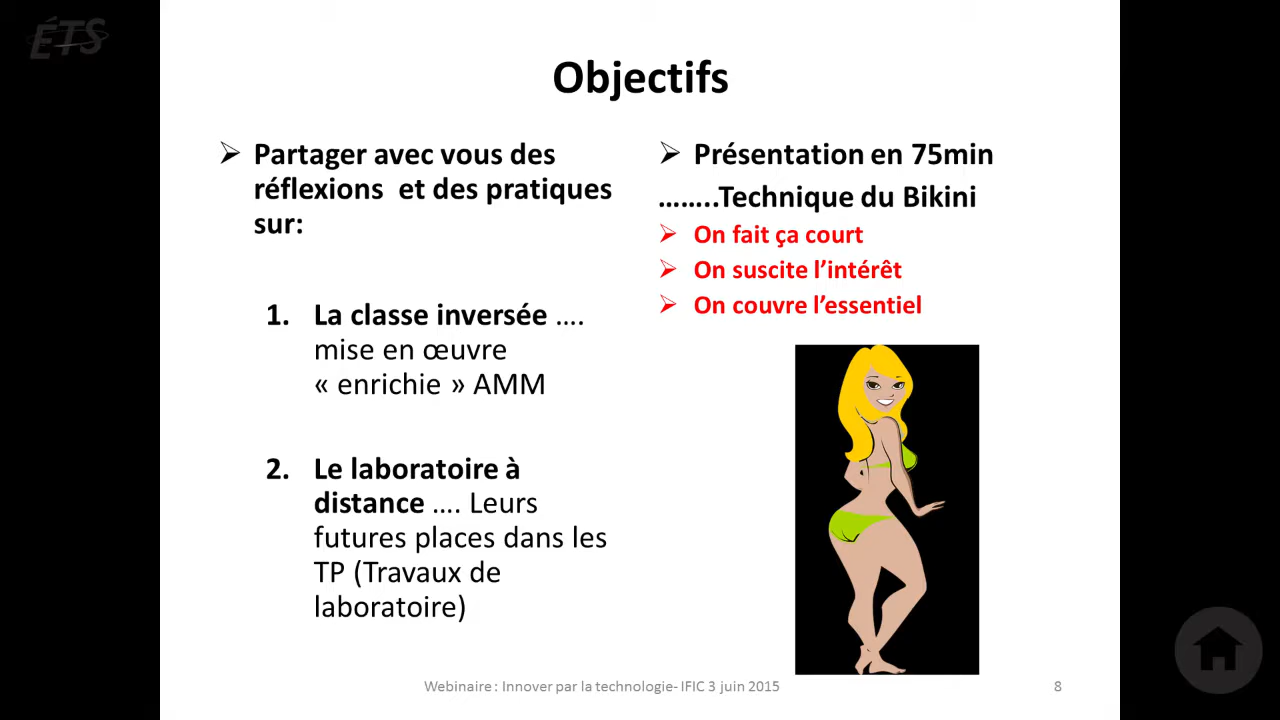 ÉTS
Objectifs
Partager avec vous des
réflexions et des pratiques
sur:
1. La classe inversée ....
mise en œuvre
« enrichie » AMM
2. Le laboratoire à
distance .... Leurs
futures places dans les
TP (Travaux de
laboratoire)
Présentation en 75min
……..Technique du Bikini
On fait ça court
On suscite l’intérêt
On couvre l’essentiel
Webinaire : Innover par la technologie- IFIC 3 juin 2015
8